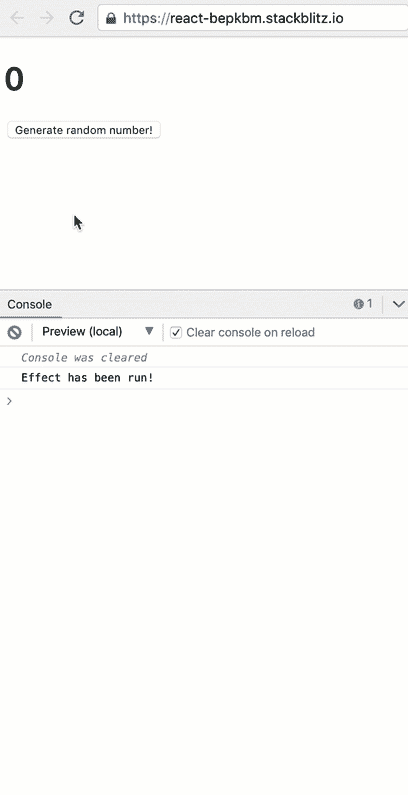 https://react-bepkbm.stackblitz.io
0
Generate random number!
Console 1
Preview (local) ▼ Clear console on reload
Console was cleared
Effect has been run!
>